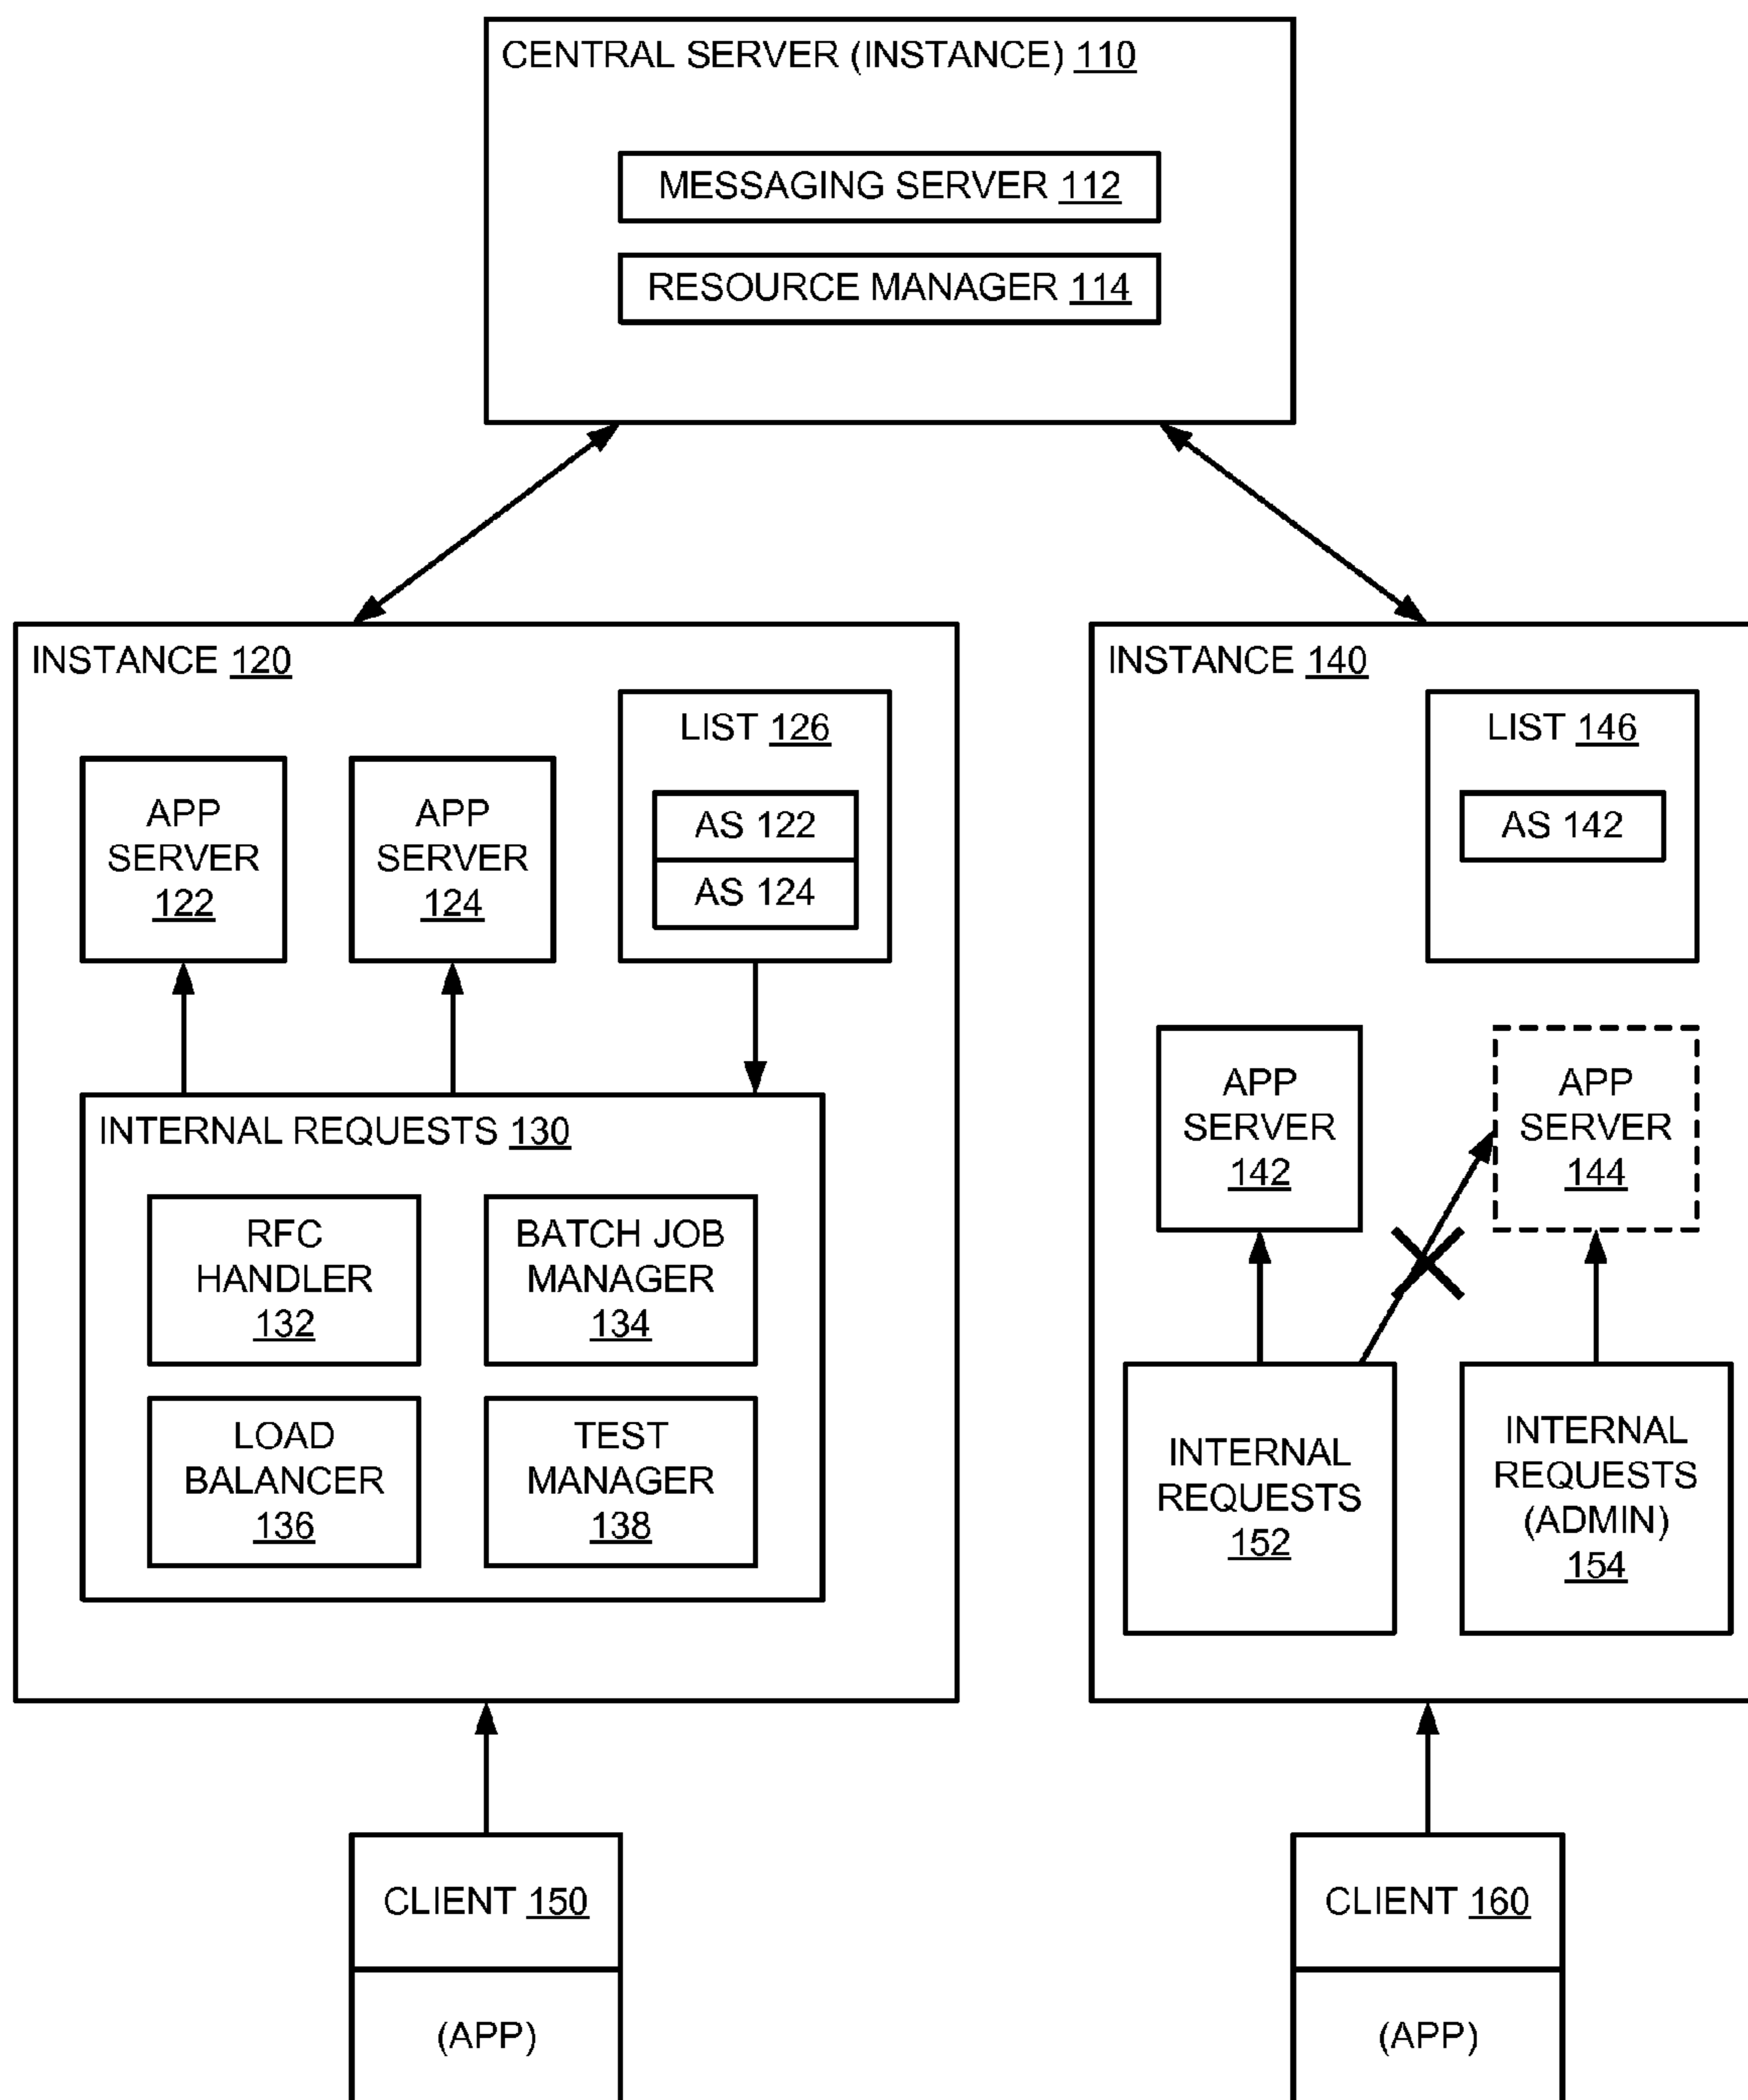 CENTRAL SERVER (INSTANCE) 110
MESSAGING SERVER 112
RESOURCE MANAGER 114
INSTANCE 120
APP
SERVER
122
APP
SERVER
124
LIST 126
AS 122
AS 124
INTERNAL REQUESTS 130
RFC
HANDLER
132
BATCH JOB
MANAGER
134
LOAD
BALANCER
136
TEST
MANAGER
138
INSTANCE 140
LIST 146
AS 142
APP
SERVER
142
APP
SERVER
144
INTERNAL
REQUESTS
152
INTERNAL
REQUESTS
(ADMIN)
154
CLIENT 150
(APP)
CLIENT 160
(APP)